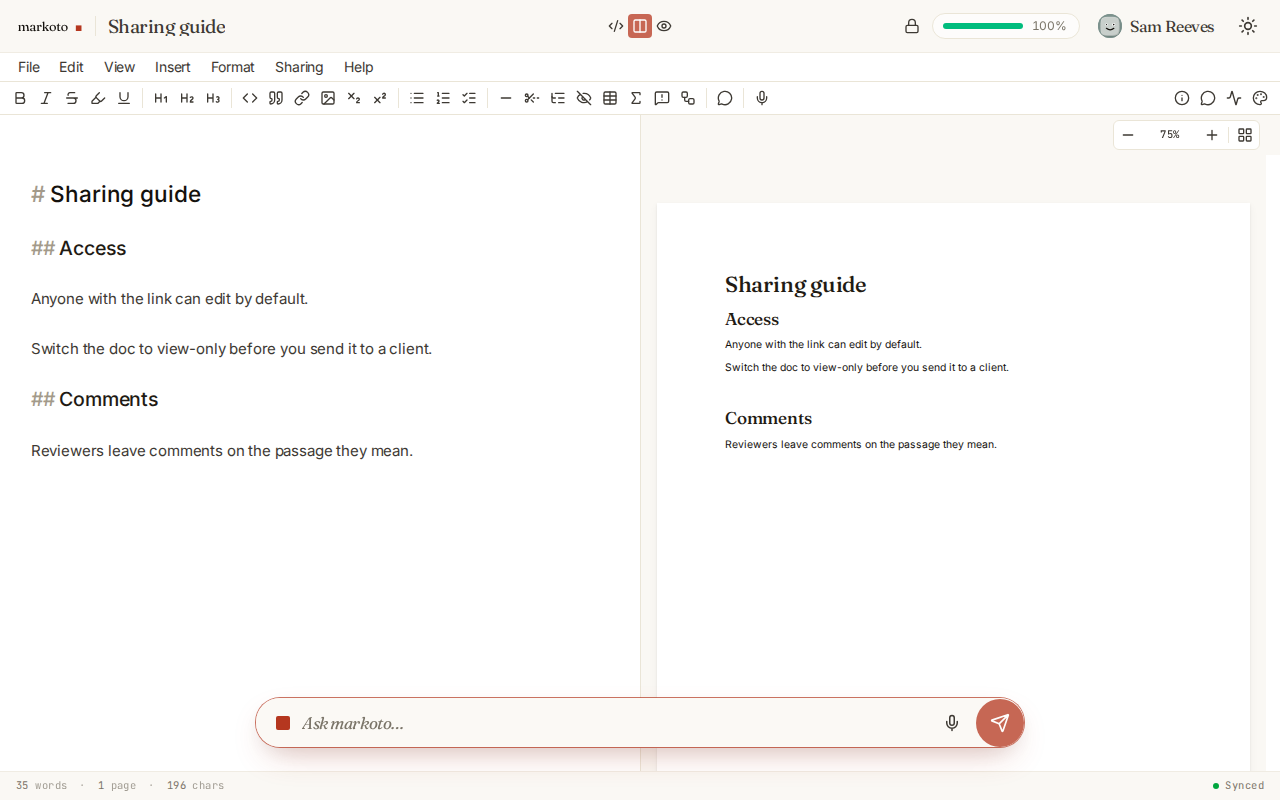 markoto
Sharing guide
100%
Sam Reeves
File Edit View Insert Format Sharing Help
H1 H2 H3
75%
# Sharing guide
## Access
Anyone with the link can edit by default.
Switch the doc to view-only before you send it to a client.
## Comments
Reviewers leave comments on the passage they mean.
Sharing guide
Access
Anyone with the link can edit by default.
Switch the doc to view-only before you send it to a client.
Comments
Reviewers leave comments on the passage they mean.
Ask markoto...
35 words · 1 page · 196 chars
Synced